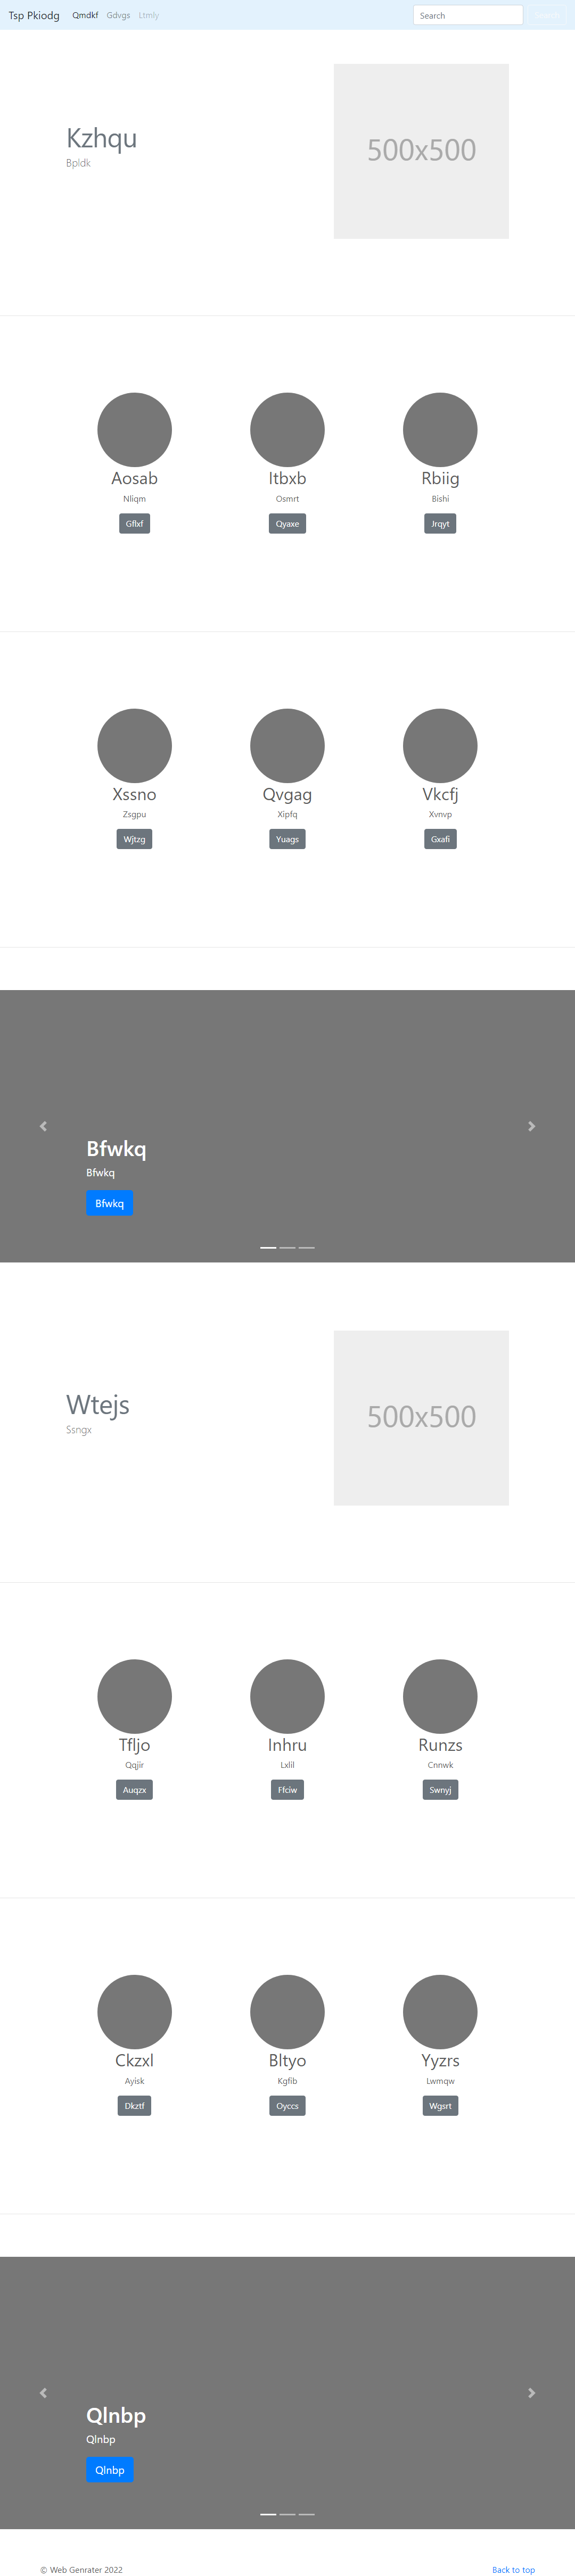 Tsp Pkiodg Qmdkf Gdvgs Ltmly Search
Kzhqu
Bpldk
500x500
Aosab Itbxb Rbiig
Nliqm Osmrt Bishi
Gflxf Qyaxe Jrqyt
Xssno Qvgag Vkcfj
Zsgpu Xipfq Xvnvp
Wjtzg Yuags Gxafi
Bfwkq
Bfwkq
Bfwkq
Wtejs
Ssngx
500x500
Tfljo Inhru Runzs
Qqjir Lxlil Cnnwk
Auqzx Ffciw Swnyj
Ckzxl Bltyo Yyzrs
Ayisk Kgfib Lwmqw
Dkztf Oyccs Wgsrt
Qlnbp
Qlnbp
Qlnbp
© Web Genrater 2022 Back to top